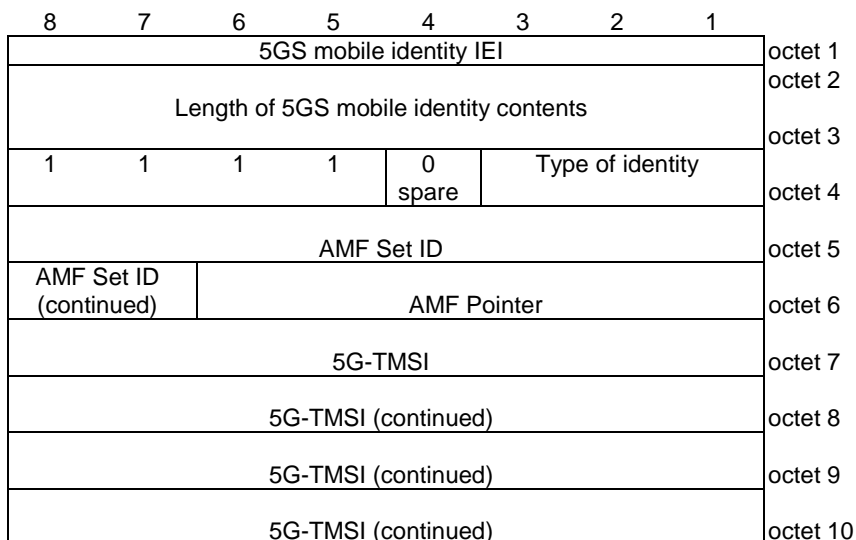 8 7 6 5 4 3 2 1
5GS mobile identity IEI octet 1
octet 2
Length of 5GS mobile identity contents
octet 3
1 1 1 1 0 Type of identity
spare octet 4
AMF Set ID octet 5
AMF Set ID
(continued) AMF Pointer octet 6
5G-TMSI octet 7
5G-TMSI (continued) octet 8
5G-TMSI (continued) octet 9
5G-TMSI (continued) octet 10